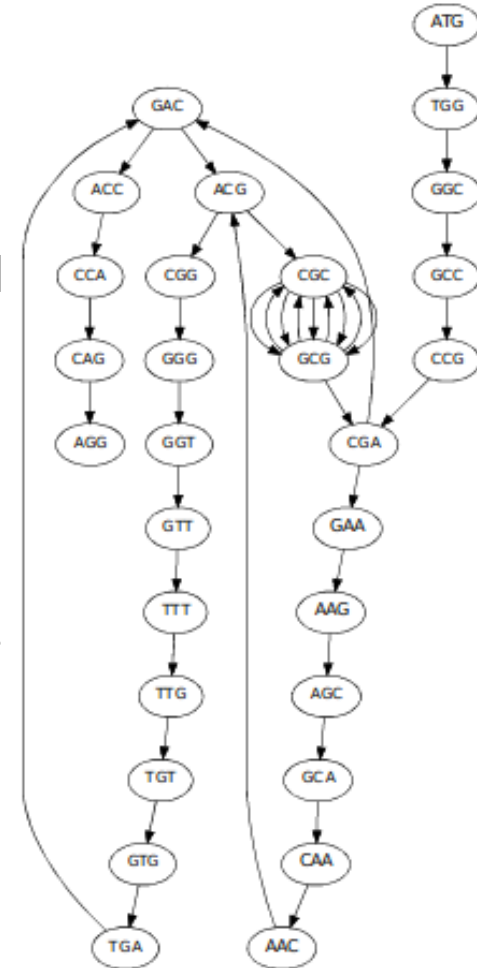 ATG
GAC TGG
ACC ACG GGC
CCA CGG CGC GCC
CAG GGG GCG CCG
AGG GGT CGA
GTT GAA
TTT AAG
TTG AGC
TGT GCA
GTG CAA
TGA AAC